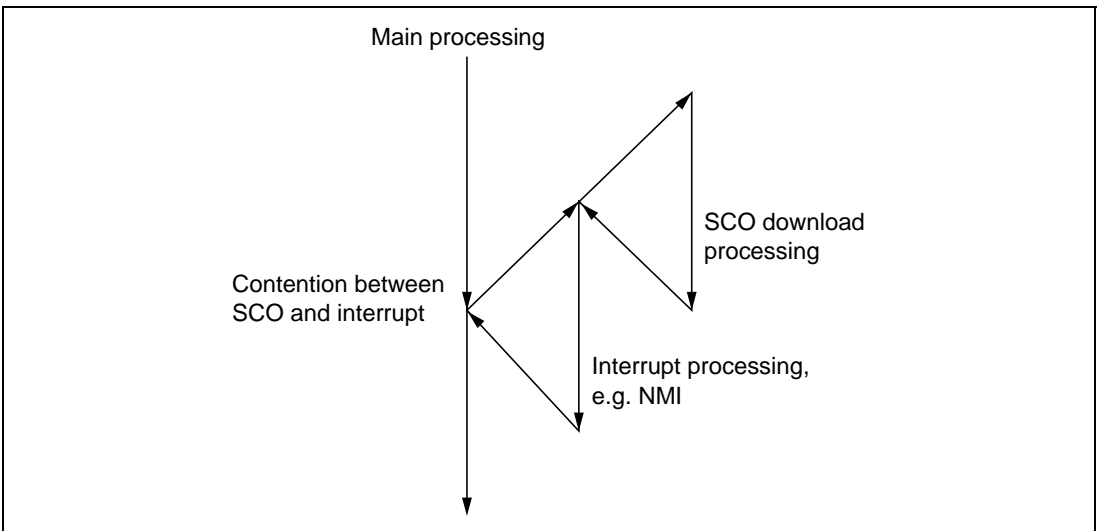 Main processing
SCO download
processing
Contention between
SCO and interrupt
Interrupt processing,
e.g. NMI